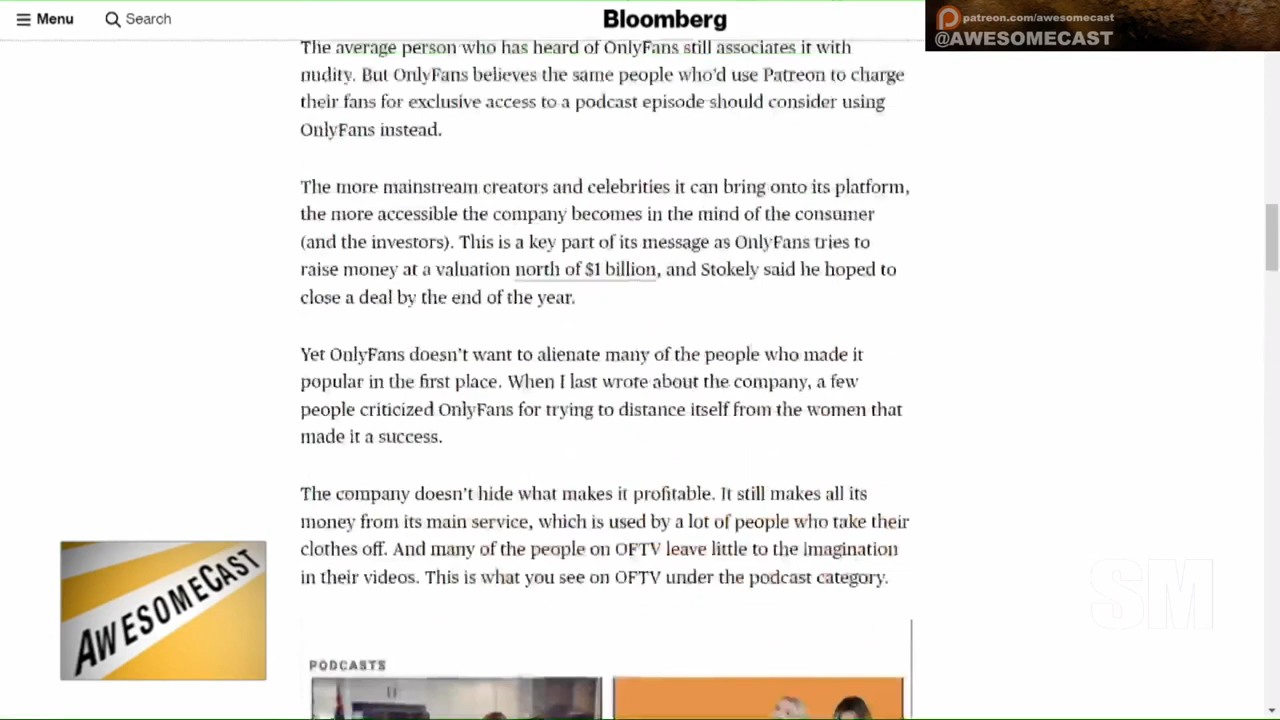 Menu
Search
Bloomberg
patreon.com/awesomecast
@AWESOMECAST
The average person who has heard of OnlyFans still associates it with
nudity. But OnlyFans believes the same people who'd use Patreon to charge
their fans for exclusive access to a podcast episode should consider using
OnlyFans instead.
The more mainstream creators and celebrities it can bring onto its platform,
the more accessible the company becomes in the mind of the consumer
(and the investors). This is a key part of its message as OnlyFans tries to
raise money at a valuation north of $1 billion, and Stokely said he hoped to
close a deal by the end of the year.
Yet OnlyFans doesn't want to alienate many of the people who made it
popular in the first place. When I last wrote about the company, a few
people criticized OnlyFans for trying to distance itself from the women that
made it a success.
The company doesn't hide what makes it profitable. It still makes all its
money from its main service, which is used by a lot of people who take their
clothes off. And many of the people on OFTV leave little to the imagination
in their videos. This is what you see on OFTV under the podcast category.
AWESOMECAST
SM
PODCASTS